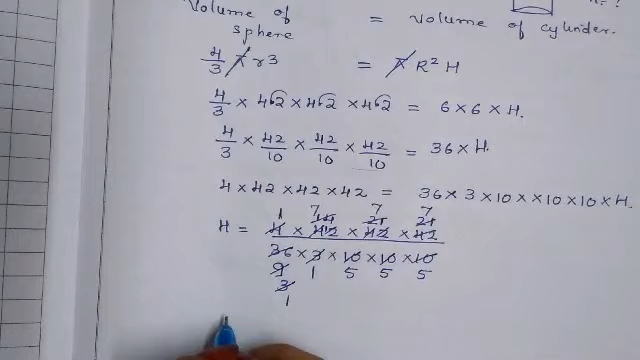 Volume of sphere = volume of cylinder.
4/3 π r3 = π R² H
4/3 × 4.2 × 4.2 × 4.2 = 6 × 6 × H.
4/3 × 42/10 × 42/10 × 42/10 = 36 × H.
4 × 42 × 42 × 42 = 36 × 3 × 10 × × 10 × 10 × H.
1 7 7 7
14 21 21
H = 4 × 42 × 42 × 42
36 × 3 × 10 × 10 × 10
9 1 5 5 5
3
1